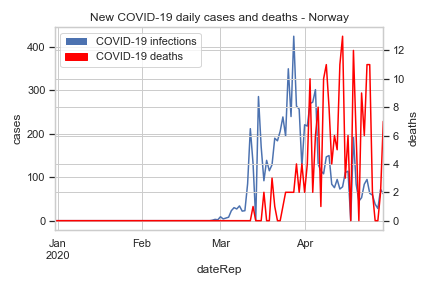 New COVID-19 daily cases and deaths - Norway
COVID-19 infections
COVID-19 deaths
400
300
200
100
0
cases
12
10
8
6
4
2
0
deaths
Jan Feb Mar Apr
2020
dateRep